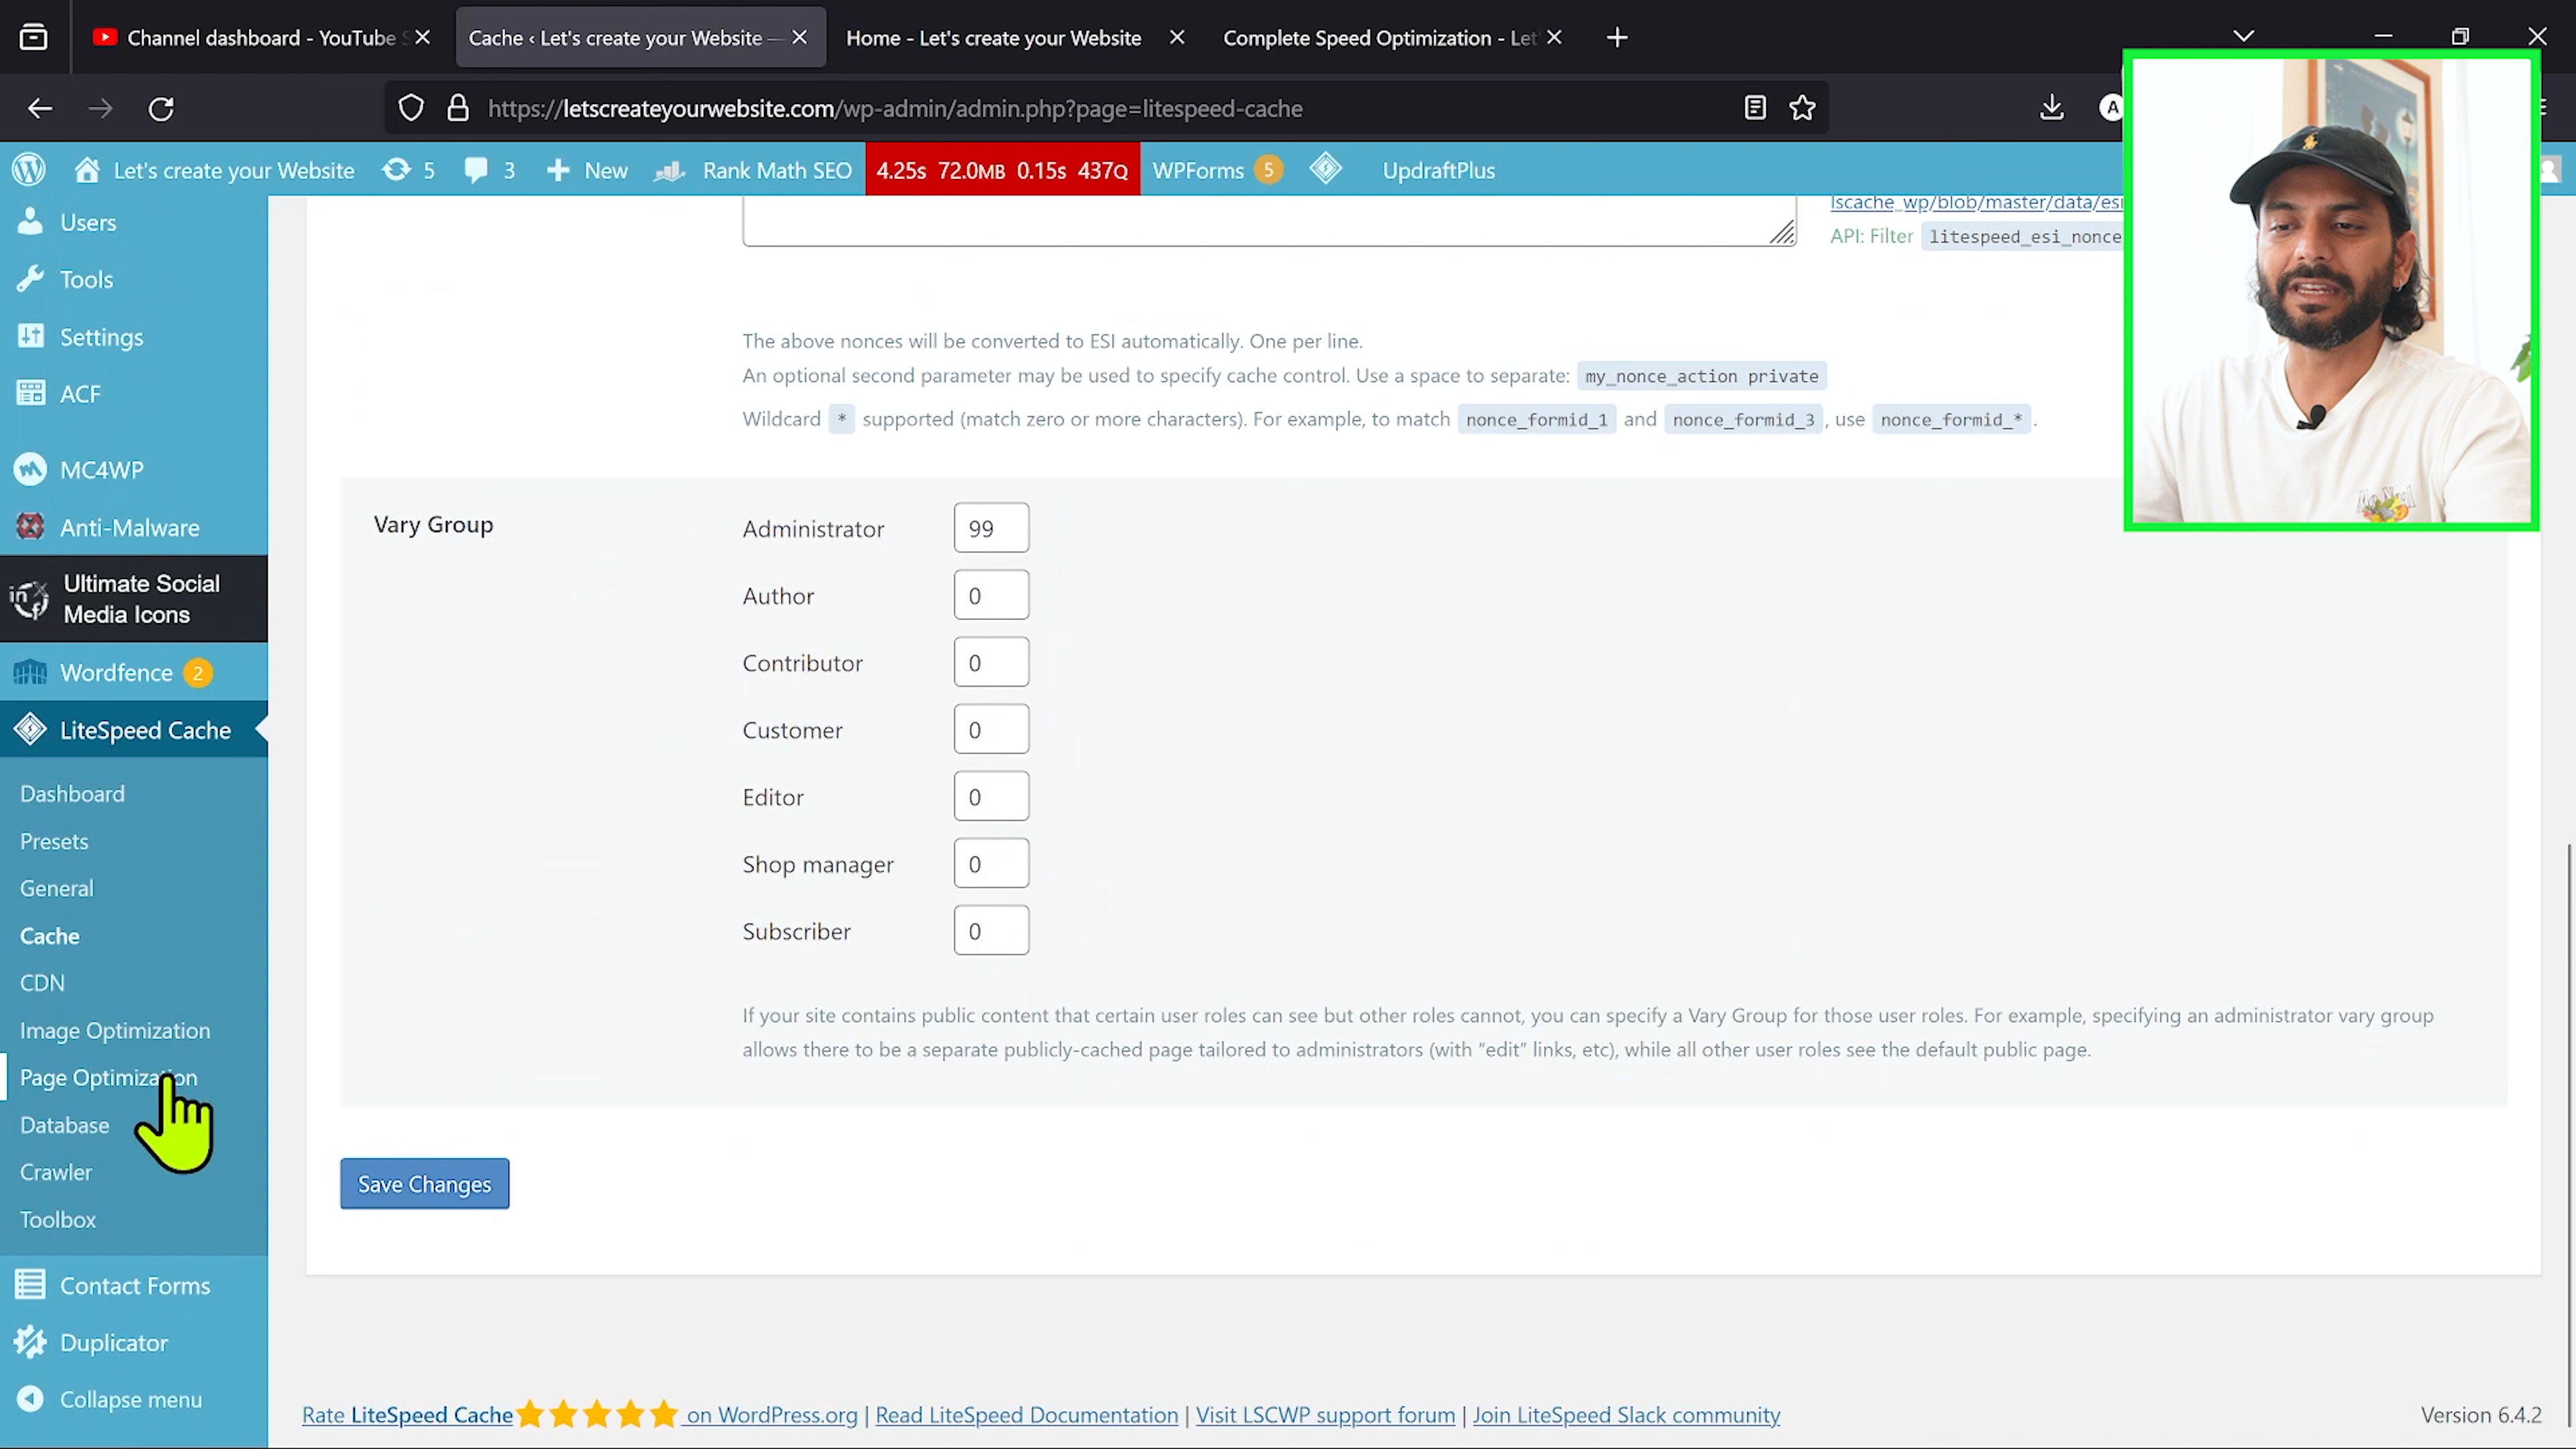 Channel dashboard - YouTube S
Cache ‹ Let's create your Website —
Home - Let's create your Website
Complete Speed Optimization - Let'
https://letscreateyourwebsite.com/wp-admin/admin.php?page=litespeed-cache
A
Let's create your Website
5
3
New
Rank Math SEO
4.25s 72.0MB 0.15s 437Q
WPForms 5
UpdraftPlus
Users
Tools
Settings
ACF
MC4WP
Anti-Malware
Ultimate Social
Media Icons
Wordfence 2
LiteSpeed Cache
Dashboard
Presets
General
Cache
CDN
Image Optimization
Page Optimization
Database
Crawler
Toolbox
Contact Forms
Duplicator
Collapse menu
lscache_wp/blob/master/data/esi
API: Filter litespeed_esi_nonce
The above nonces will be converted to ESI automatically. One per line.
An optional second parameter may be used to specify cache control. Use a space to separate: my_nonce_action private
Wildcard * supported (match zero or more characters). For example, to match nonce_formid_1 and nonce_formid_3 , use nonce_formid_* .
Vary Group
Administrator 99
Author 0
Contributor 0
Customer 0
Editor 0
Shop manager 0
Subscriber 0
If your site contains public content that certain user roles can see but other roles cannot, you can specify a Vary Group for those user roles. For example, specifying an administrator vary group
allows there to be a separate publicly-cached page tailored to administrators (with “edit” links, etc), while all other user roles see the default public page.
Save Changes
Rate LiteSpeed Cache on WordPress.org | Read LiteSpeed Documentation | Visit LSCWP support forum | Join LiteSpeed Slack community
Version 6.4.2